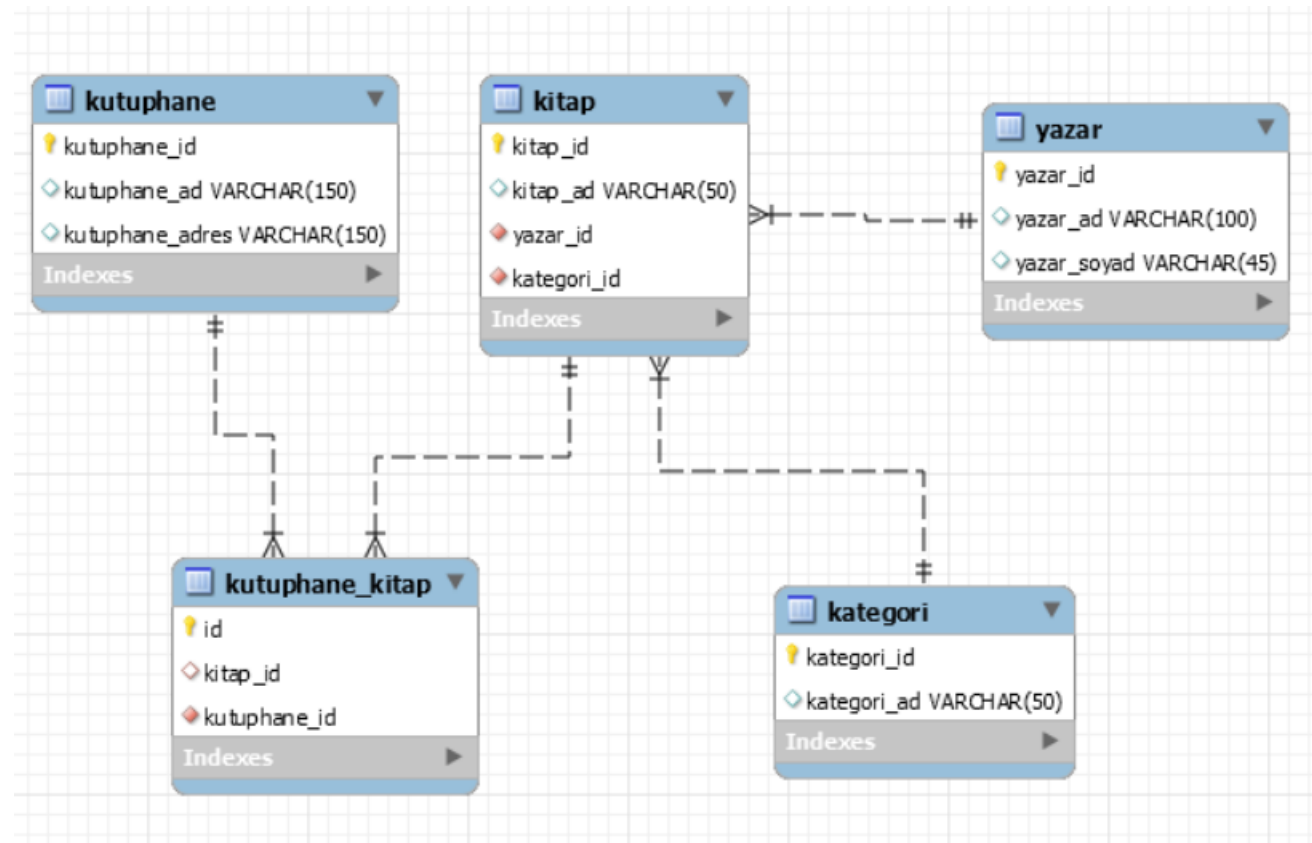 kutuphane
kutuphane_id
kutuphane_ad VARCHAR(150)
kutuphane_adres VARCHAR(150)
Indexes
kitap
kitap_id
kitap_ad VARCHAR(50)
yazar_id
kategori_id
Indexes
yazar
yazar_id
yazar_ad VARCHAR(100)
yazar_soyad VARCHAR(45)
Indexes
kutuphane_kitap
id
kitap_id
kutuphane_id
Indexes
kategori
kategori_id
kategori_ad VARCHAR(50)
Indexes